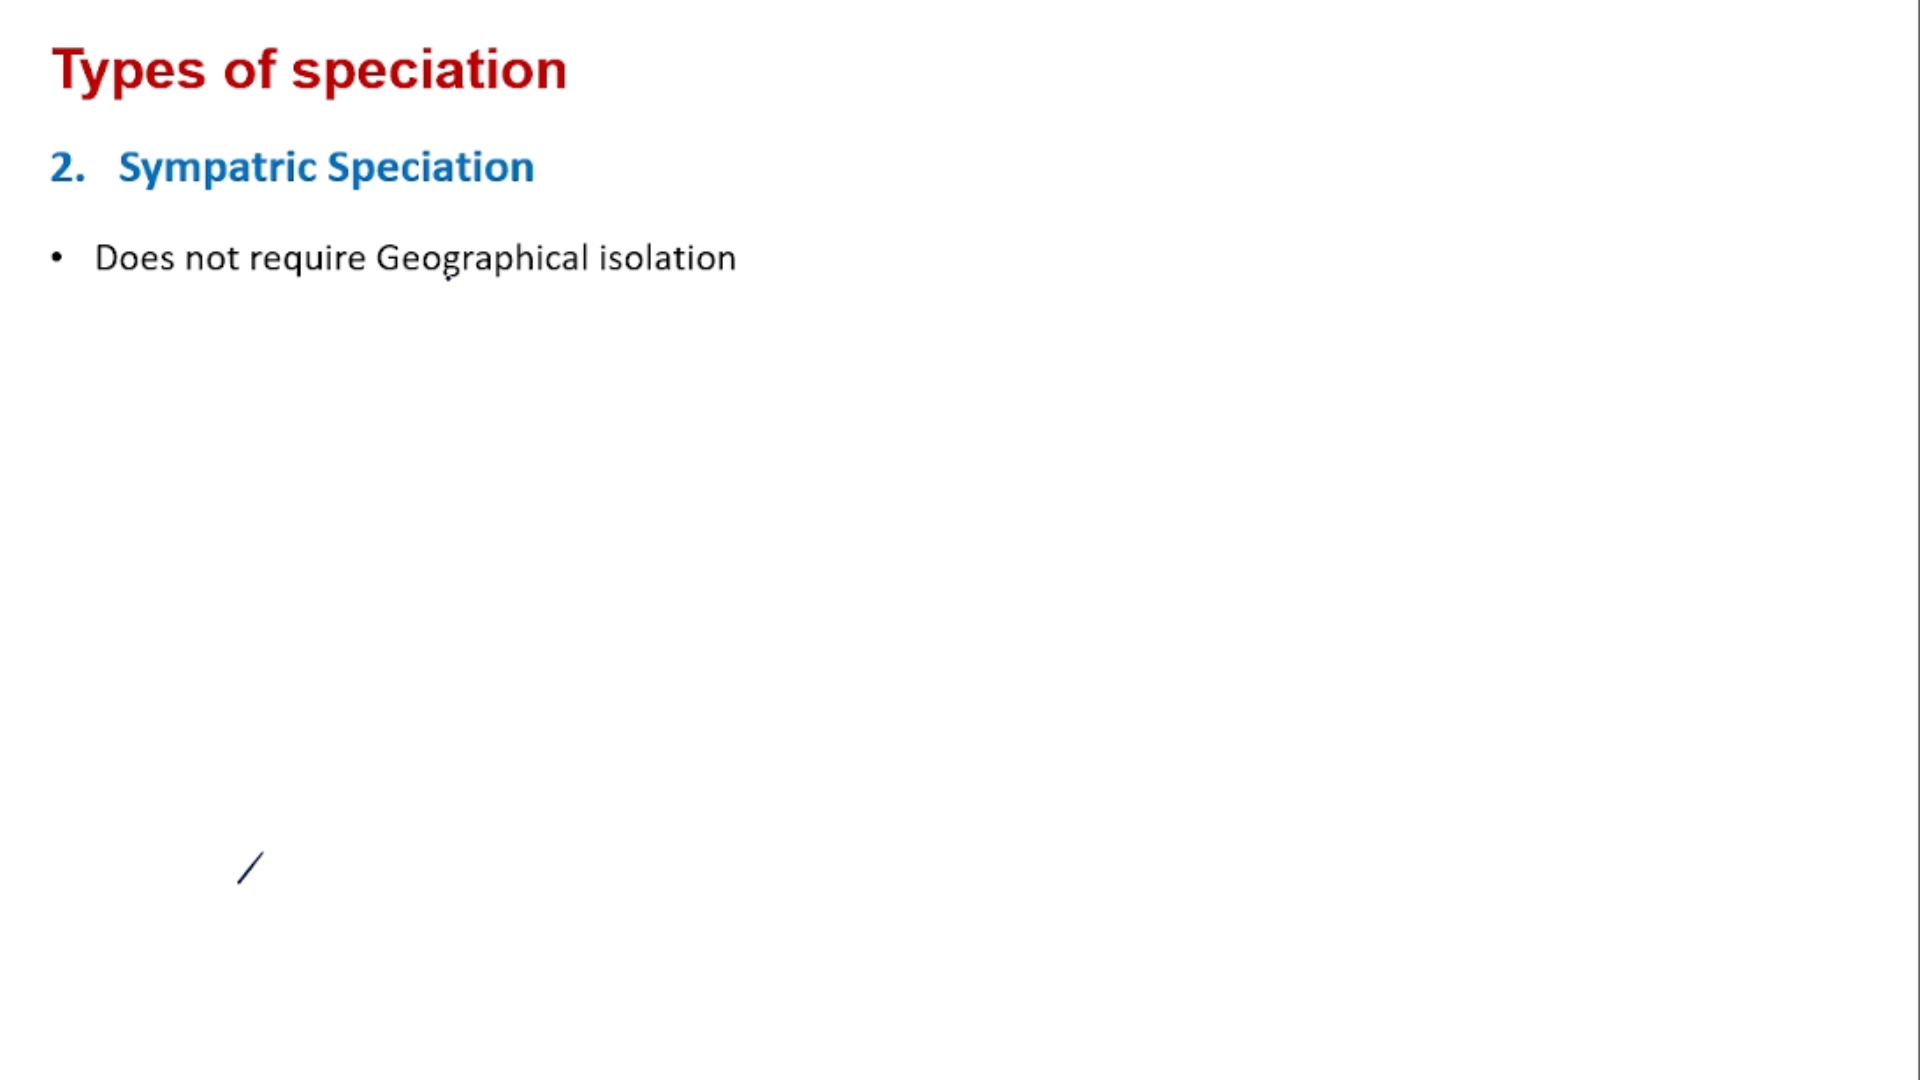 Types of speciation
2. Sympatric Speciation
• Does not require Geographical isolation